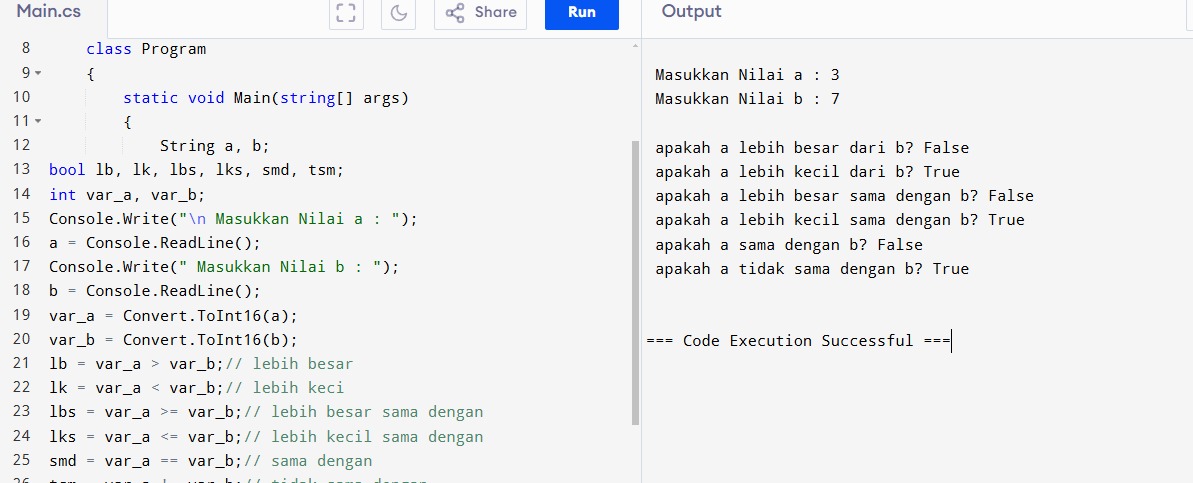 Main.cs
Share
Run
Output
8 class Program
9 {
10 static void Main(string[] args)
11 {
12 String a, b;
13 bool lb, lk, lbs, lks, smd, tsm;
14 int var_a, var_b;
15 Console.Write("\n Masukkan Nilai a : ");
16 a = Console.ReadLine();
17 Console.Write(" Masukkan Nilai b : ");
18 b = Console.ReadLine();
19 var_a = Convert.ToInt16(a);
20 var_b = Convert.ToInt16(b);
21 lb = var_a > var_b;// lebih besar
22 lk = var_a < var_b;// lebih keci
23 lbs = var_a >= var_b;// lebih besar sama dengan
24 lks = var_a <= var_b;// lebih kecil sama dengan
25 smd = var_a == var_b;// sama dengan
Masukkan Nilai a : 3
Masukkan Nilai b : 7
apakah a lebih besar dari b? False
apakah a lebih kecil dari b? True
apakah a lebih besar sama dengan b? False
apakah a lebih kecil sama dengan b? True
apakah a sama dengan b? False
apakah a tidak sama dengan b? True
=== Code Execution Successful ===